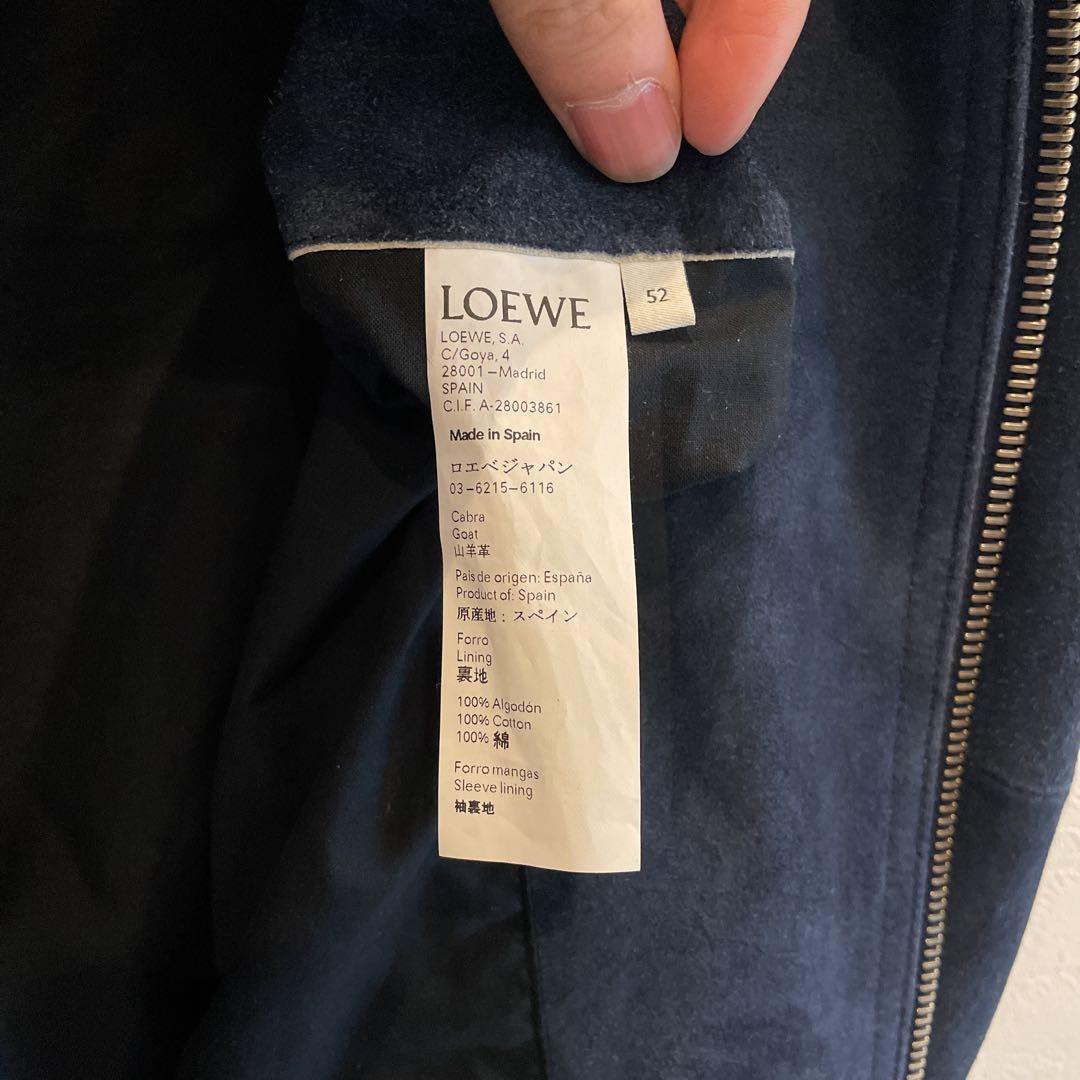 LOEWE
52
LOEWE, S.A.
C/Goya, 4
28001 – Madrid
SPAIN
C.I.F. A-28003861
Made in Spain
ロエベジャパン
03-6215-6116
Cabra
Goat
山羊革
Pais de origen: España
Product of: Spain
原産地: スペイン
Forro
Lining
裏地
100% Algodón
100% Cotton
100% 綿
Forro mangas
Sleeve lining
袖裏地